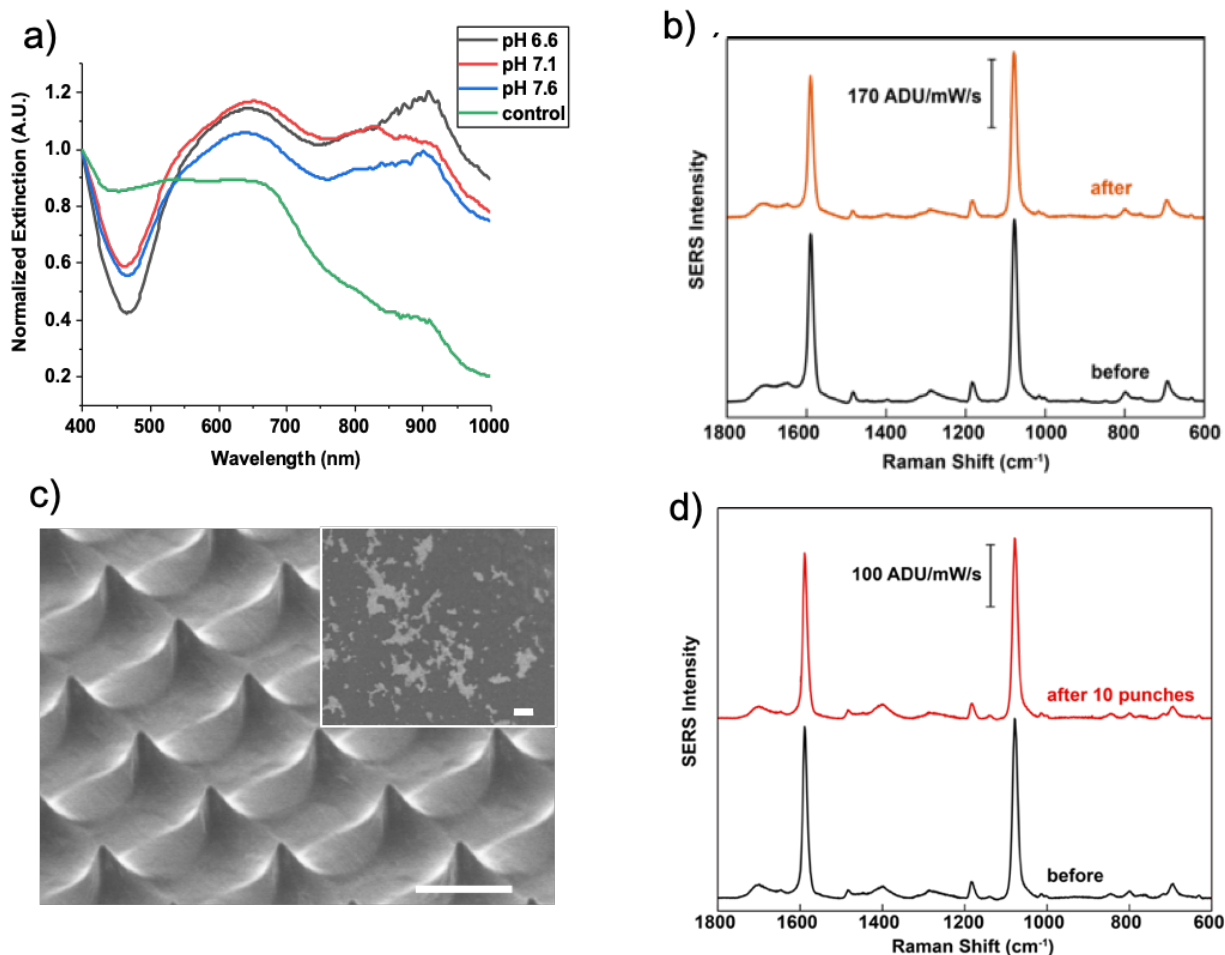 a)
pH 6.6
pH 7.1
pH 7.6
control
Normalized Extinction (A.U.)
1.2
1.0
0.8
0.6
0.4
0.2
400 500 600 700 800 900 1000
Wavelength (nm)
b)
170 ADU/mW/s
after
before
SERS Intensity
1800 1600 1400 1200 1000 800 600
Raman Shift (cm⁻¹)
c)
d)
100 ADU/mW/s
after 10 punches
before
SERS Intensity
1800 1600 1400 1200 1000 800 600
Raman Shift (cm⁻¹)